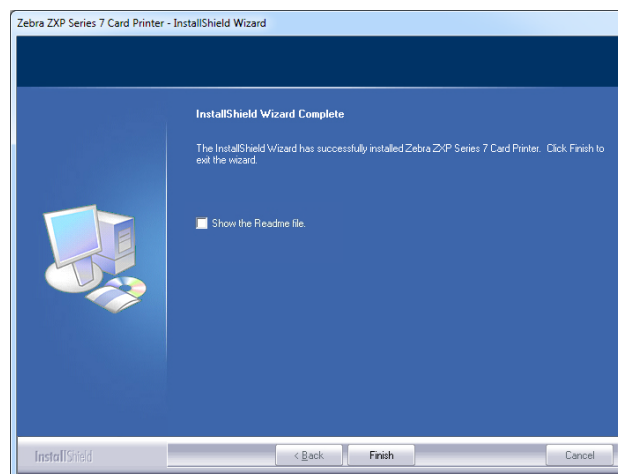 Zebra ZXP Series 7 Card Printer - InstallShield Wizard
InstallShield Wizard Complete
The InstallShield Wizard has successfully installed Zebra ZXP Series 7 Card Printer. Click Finish to
exit the wizard.
Show the Readme file.
InstallShield
< Back
Finish
Cancel